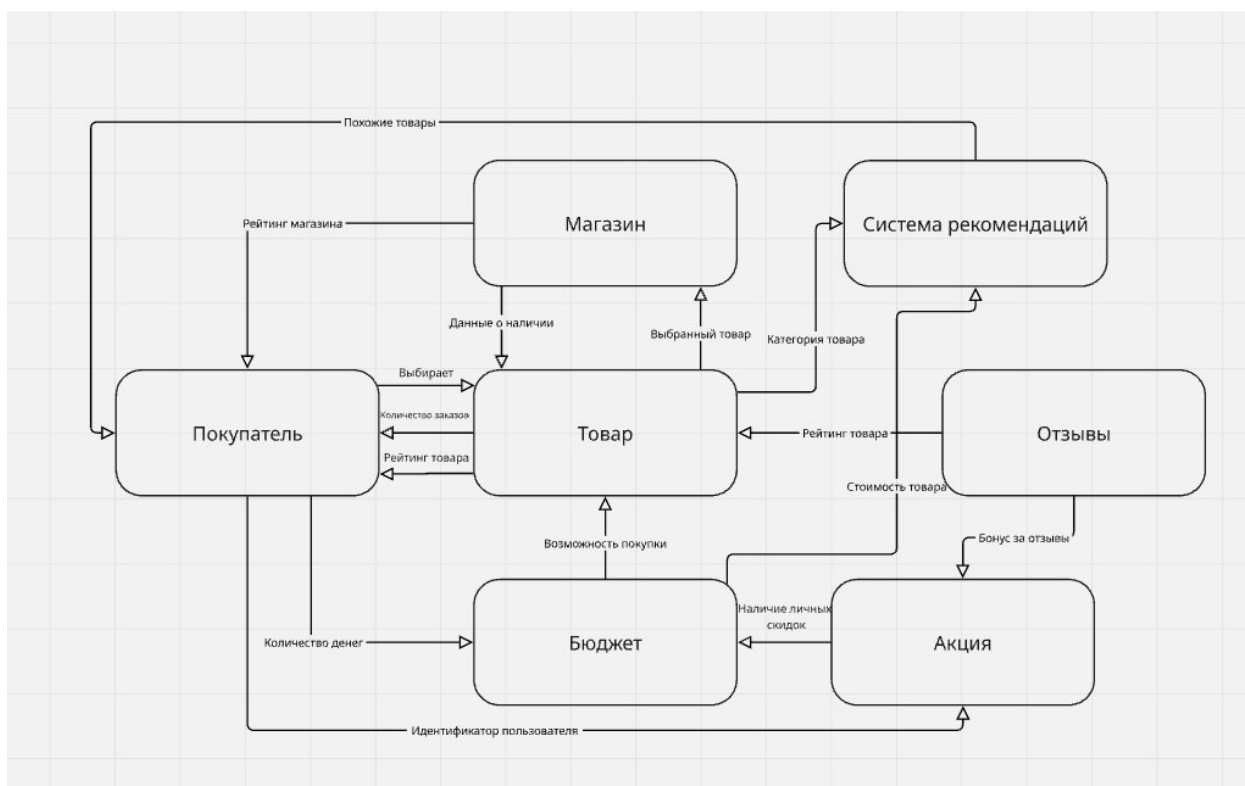 Похожие товары
Рейтинг магазина
Магазин
Система рекомендаций
Данные о наличии
Выбранный товар
Категория товара
Выбирает
Количество заказов
Покупатель
Товар
Рейтинг товара
Отзывы
Рейтинг товара
Стоимость товара
Возможность покупки
Бонус за отзывы
Наличие личных
скидок
Количество денег
Бюджет
Акция
Идентификатор пользователя